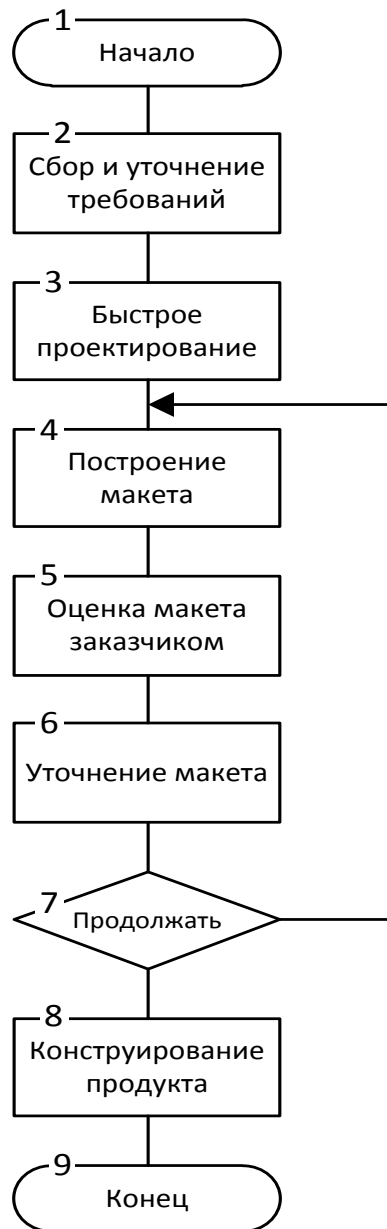 1
Начало
2
Сбор и уточнение
требований
3
Быстрое
проектирование
4
Построение
макета
5
Оценка макета
заказчиком
6
Уточнение макета
7
Продолжать
8
Конструирование
продукта
9
Конец